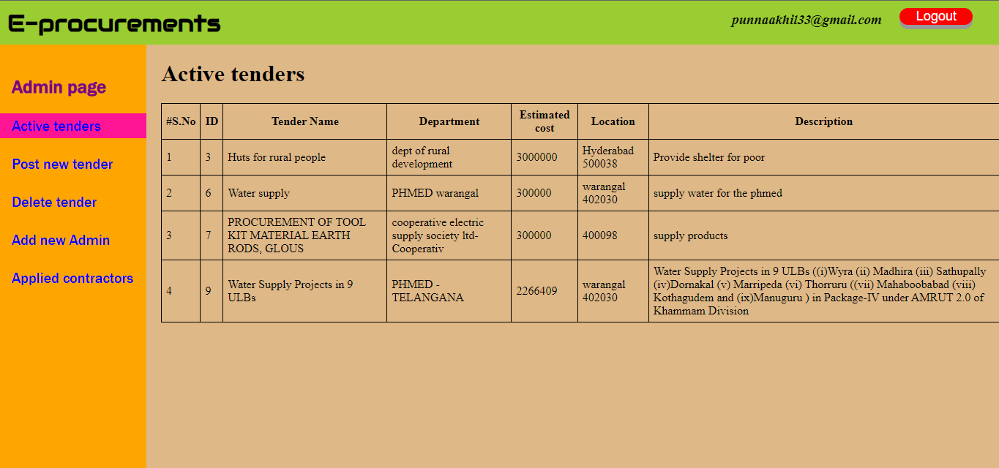 E-procurements
punnaakhil33@gmail.com
Logout
Admin page
Active tenders
Post new tender
Delete tender
Add new Admin
Applied contractors
Active tenders
#S.No ID Tender Name Department Estimated cost Location Description
1 3 Huts for rural people dept of rural development 3000000 Hyderabad 500038 Provide shelter for poor
2 6 Water supply PHMED warangal 300000 warangal 402030 supply water for the phmed
3 7 PROCUREMENT OF TOOL KIT MATERIAL EARTH RODS, GLOUS cooperative electric supply society ltd-Cooperativ 300000 400098 supply products
4 9 Water Supply Projects in 9 ULBs PHMED - TELANGANA 2266409 warangal 402030 Water Supply Projects in 9 ULBs ((i)Wyra (ii) Madhira (iii) Sathupally (iv)Dornakal (v) Marripeda (vi) Thorruru ((vii) Mahaboobabad (viii) Kothagudem and (ix)Manuguru ) in Package-IV under AMRUT 2.0 of Khammam Division